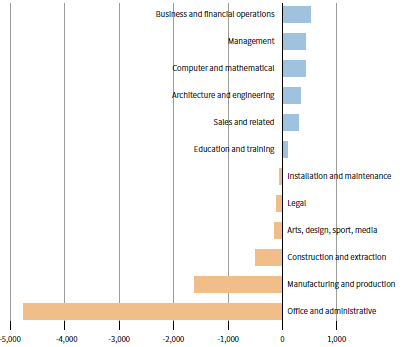 Business and financial operations
Management
Computer and mathematical
Architecture and engineering
Sales and related
Education and training
Installation and maintenance
Legal
Arts, design, sport, media
Construction and extraction
Manufacturing and production
Office and administrative
-5,000 -4,000 -3,000 -2,000 -1,000 0 1,000